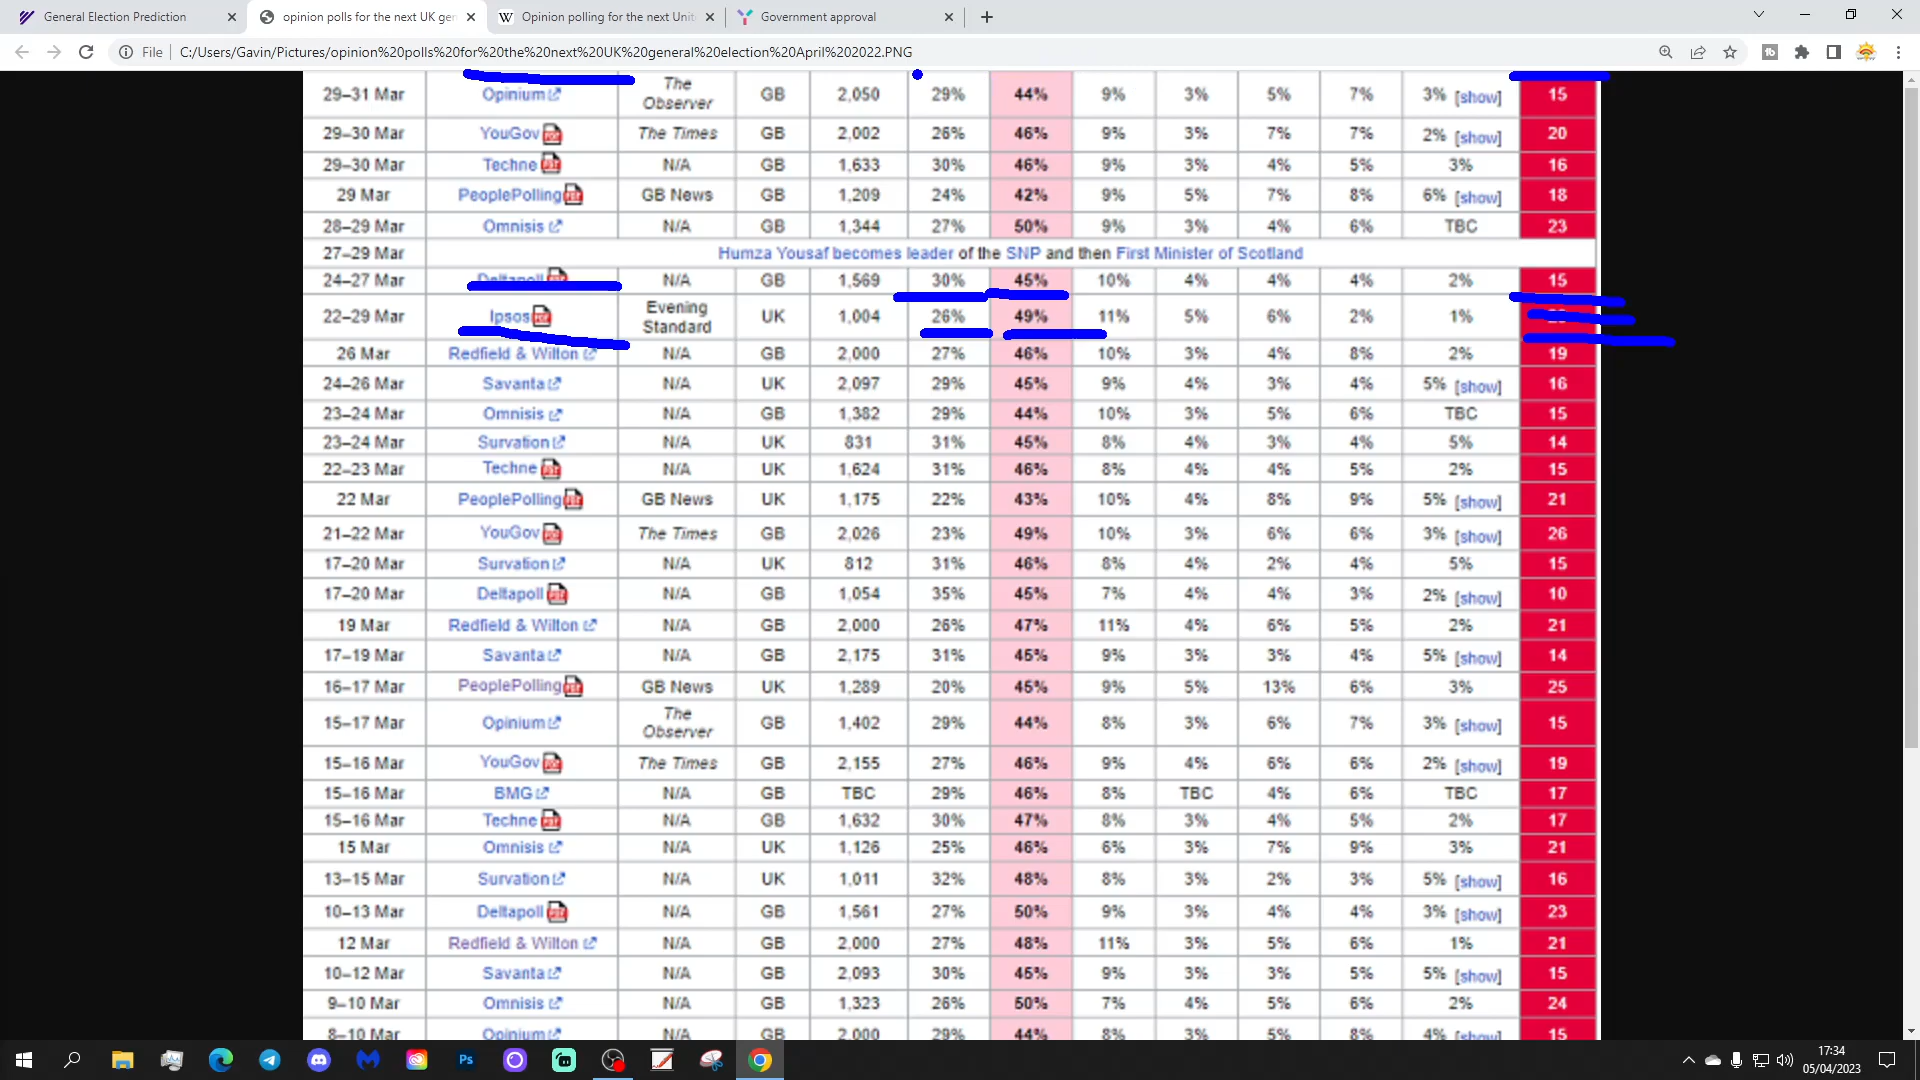 General Election Prediction
opinion polls for the next UK gen
Opinion polling for the next Unit
Government approval
File C:/Users/Gavin/Pictures/opinion%20polls%20for%20the%20next%20UK%20general%20election%20April%202022.PNG
29–31 Mar Opinium The Observer GB 2,050 29% 44% 9% 3% 5% 7% 3% [show] 15
29–30 Mar YouGov The Times GB 2,002 26% 46% 9% 3% 7% 7% 2% [show] 20
29–30 Mar Techne N/A GB 1,633 30% 46% 9% 3% 4% 5% 3% 16
29 Mar PeoplePolling GB News GB 1,209 24% 42% 9% 5% 7% 8% 6% [show] 18
28–29 Mar Omnisis N/A GB 1,344 27% 50% 9% 3% 4% 6% TBC 23
27–29 Mar Humza Yousaf becomes leader of the SNP and then First Minister of Scotland
24–27 Mar Deltapoll N/A GB 1,569 30% 45% 10% 4% 4% 4% 2% 15
22–29 Mar Ipsos Evening Standard UK 1,004 26% 49% 11% 5% 6% 2% 1%
26 Mar Redfield & Wilton N/A GB 2,000 27% 46% 10% 3% 4% 8% 2% 19
24–26 Mar Savanta N/A UK 2,097 29% 45% 9% 4% 3% 4% 5% [show] 16
23–24 Mar Omnisis N/A GB 1,382 29% 44% 10% 3% 5% 6% TBC 15
23–24 Mar Survation N/A UK 831 31% 45% 8% 4% 3% 4% 5% 14
22–23 Mar Techne N/A UK 1,624 31% 46% 8% 4% 4% 5% 2% 15
22 Mar PeoplePolling GB News UK 1,175 22% 43% 10% 4% 8% 9% 5% [show] 21
21–22 Mar YouGov The Times GB 2,026 23% 49% 10% 3% 6% 6% 3% [show] 26
17–20 Mar Survation N/A UK 812 31% 46% 8% 4% 2% 4% 5% 15
17–20 Mar Deltapoll N/A GB 1,054 35% 45% 7% 4% 4% 3% 2% [show] 10
19 Mar Redfield & Wilton N/A GB 2,000 26% 47% 11% 4% 6% 5% 2% 21
17–19 Mar Savanta N/A GB 2,175 31% 45% 9% 3% 3% 4% 5% [show] 14
16–17 Mar PeoplePolling GB News UK 1,289 20% 45% 9% 5% 13% 6% 3% 25
15–17 Mar Opinium The Observer GB 1,402 29% 44% 8% 3% 6% 7% 3% [show] 15
15–16 Mar YouGov The Times GB 2,155 27% 46% 9% 4% 6% 6% 2% [show] 19
15–16 Mar BMG N/A GB TBC 29% 46% 8% TBC 4% 6% TBC 17
15–16 Mar Techne N/A GB 1,632 30% 47% 8% 3% 4% 5% 2% 17
15 Mar Omnisis N/A UK 1,126 25% 46% 6% 3% 7% 9% 3% 21
13–15 Mar Survation N/A UK 1,011 32% 48% 8% 3% 2% 3% 5% [show] 16
10–13 Mar Deltapoll N/A GB 1,561 27% 50% 9% 3% 4% 4% 3% [show] 23
12 Mar Redfield & Wilton N/A GB 2,000 27% 48% 11% 3% 5% 6% 1% 21
10–12 Mar Savanta N/A GB 2,093 30% 45% 9% 3% 3% 5% 5% [show] 15
9–10 Mar Omnisis N/A GB 1,323 26% 50% 7% 4% 5% 6% 2% 24
8–10 Mar Opinium N/A GB 2,000 29% 44% 8% 3% 5% 8% 4% [show] 15
Ps
17:34
05/04/2023